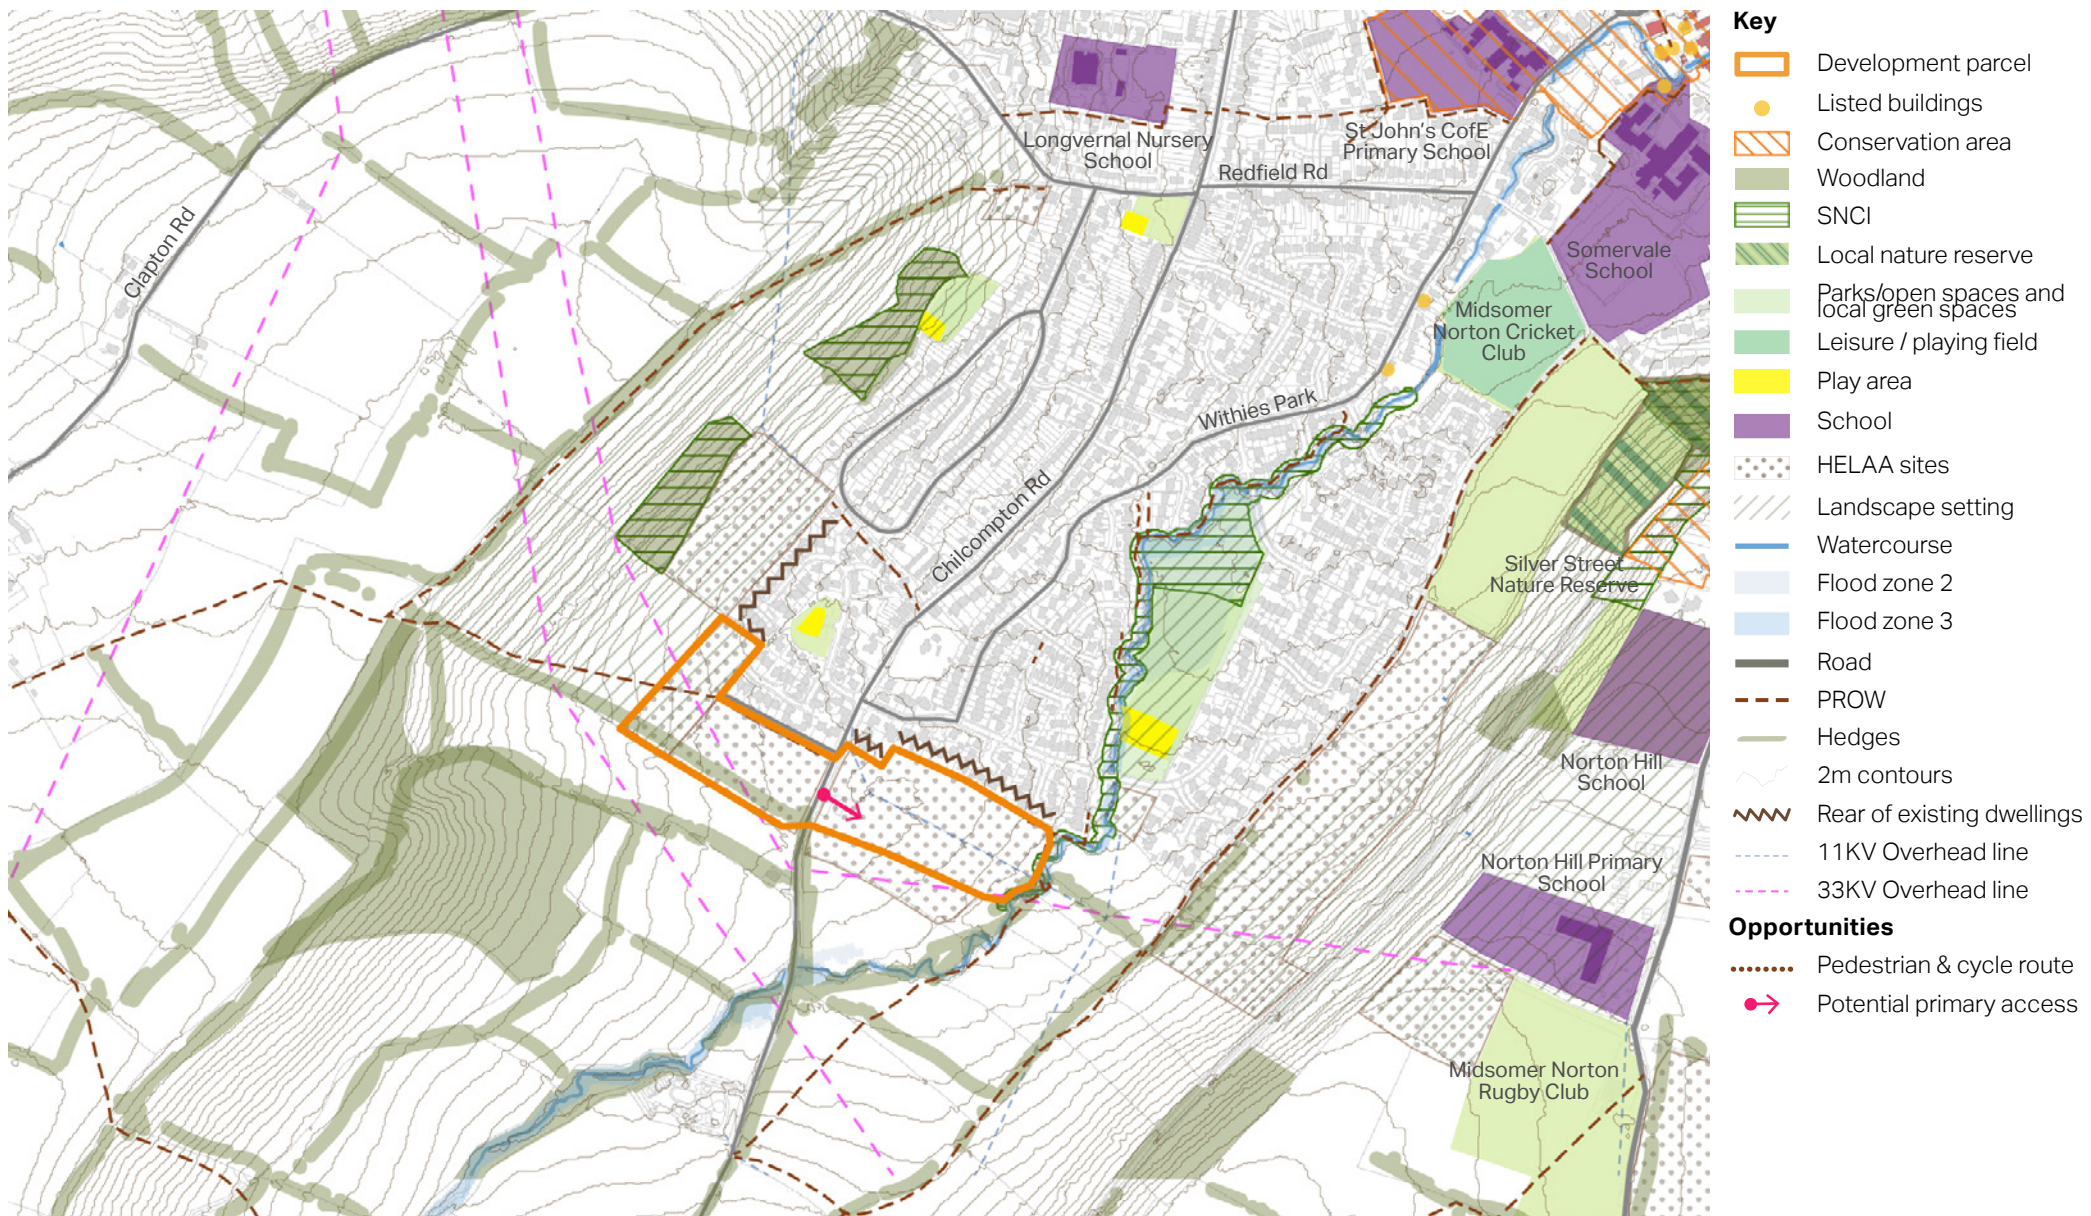 Clapton Rd
Longvernal Nursery
School
St John's CofE
Primary School
Redfield Rd
Somervale
School
Midsomer
Norton Cricket
Club
Withies Park
Chilcompton Rd
Silver Street
Nature Reserve
Norton Hill
School
Norton Hill Primary
School
Midsomer Norton
Rugby Club
Key
Development parcel
Listed buildings
Conservation area
Woodland
SNCI
Local nature reserve
Parks/open spaces and
local green spaces
Leisure / playing field
Play area
School
HELAA sites
Landscape setting
Watercourse
Flood zone 2
Flood zone 3
Road
PROW
Hedges
2m contours
Rear of existing dwellings
11KV Overhead line
33KV Overhead line
Opportunities
Pedestrian & cycle route
Potential primary access